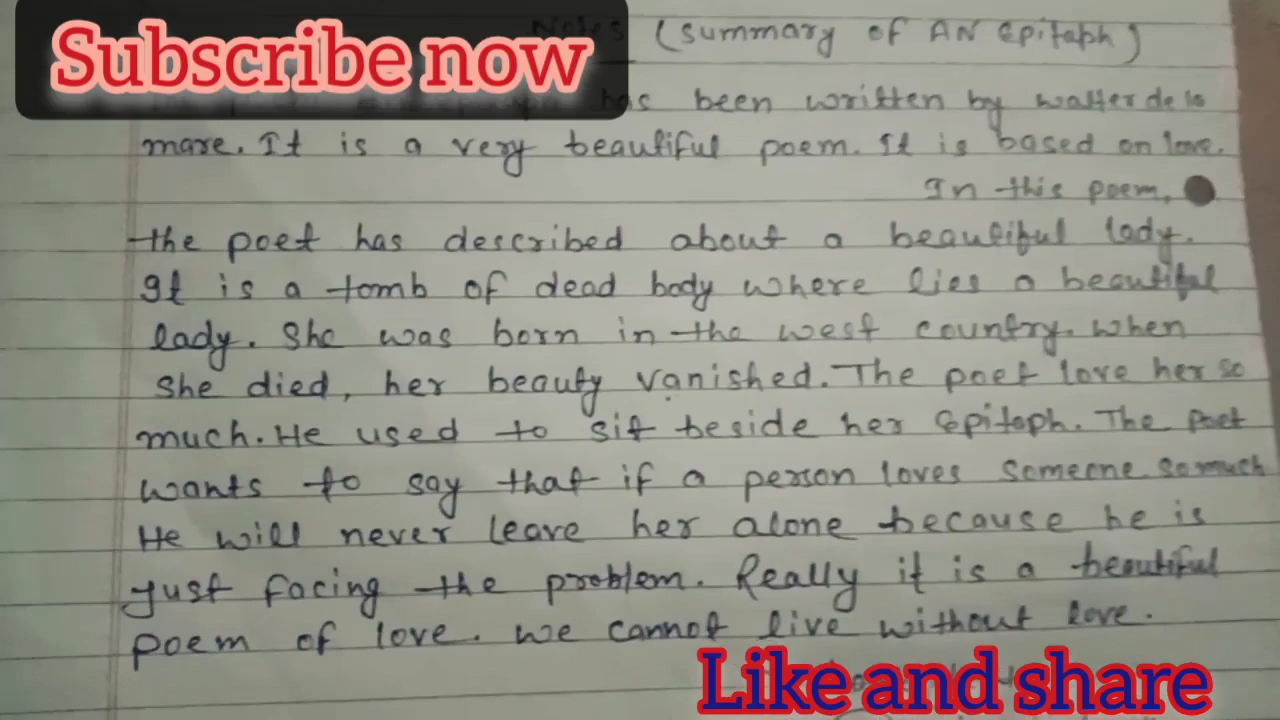 Subscribe now
Notes (summary of AN Epitaph)
has been written by walter de la
mare. It is a very beautiful poem. It is based on love.
In this poem,
the poet has described about a beautiful lady.
It is a tomb of dead body where lies a beautiful
lady. She was born in the west country. when
she died, her beauty vanished. The poet love her so
much. He used to sit beside her epitaph. The poet
wants to say that if a person loves someone so much
He will never leave her alone because he is
just facing the problem. Really it is a beautiful
poem of love. we cannot live without love.
Like and share